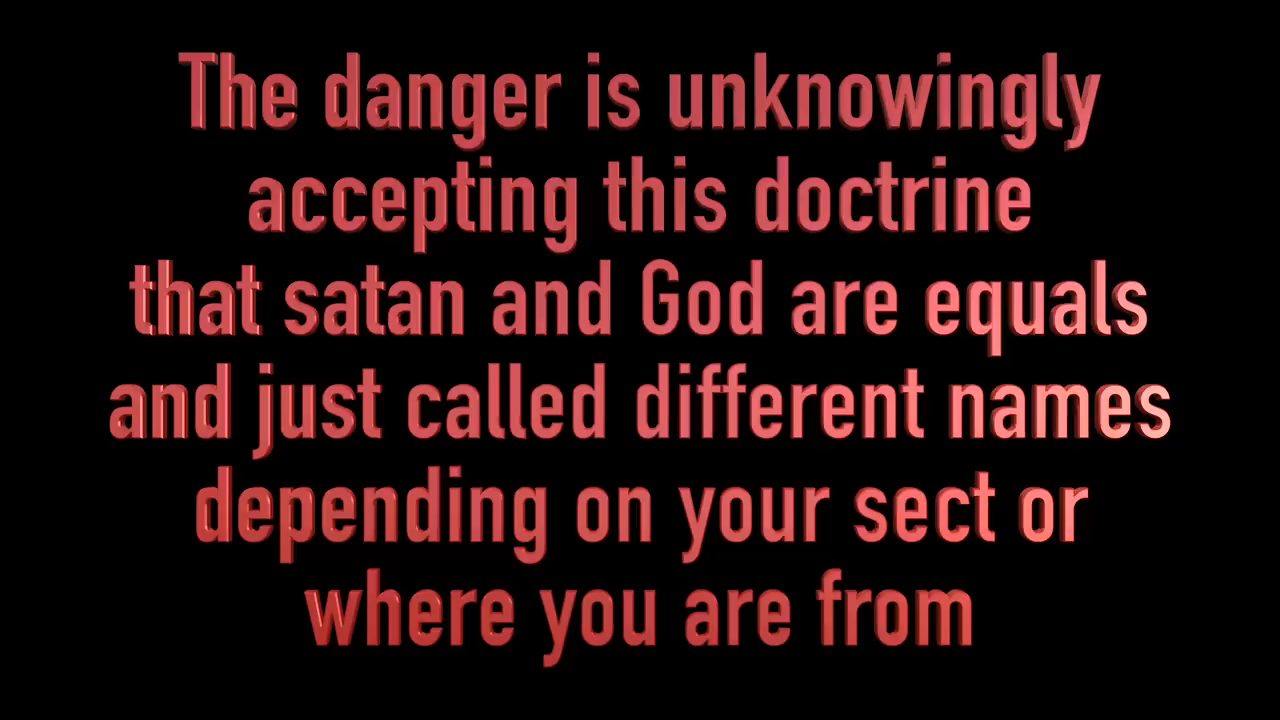 The danger is unknowingly
accepting this doctrine
that satan and God are equals
and just called different names
depending on your sect or
where you are from